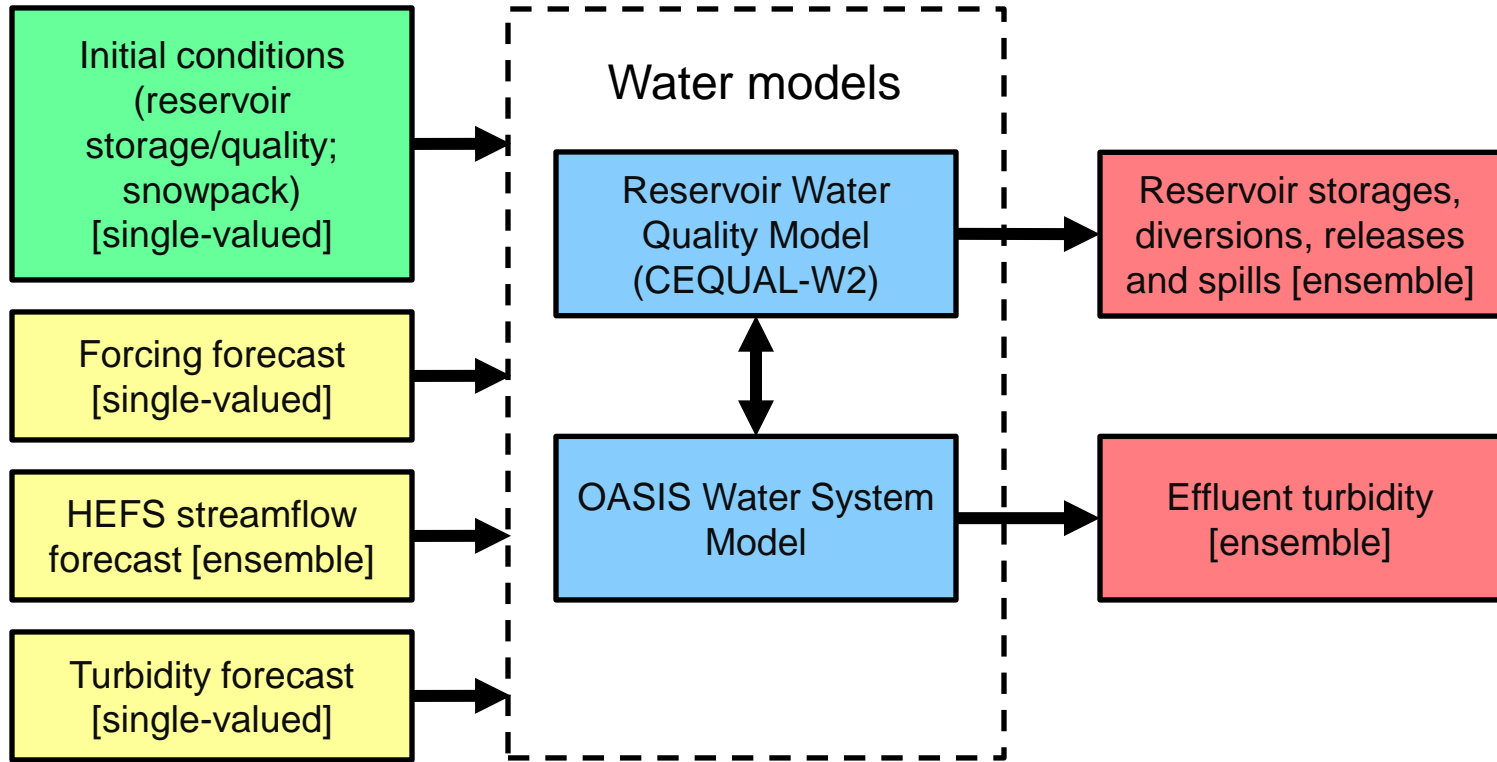 Initial conditions
(reservoir
storage/quality;
snowpack)
[single-valued]
Forcing forecast
[single-valued]
HEFS streamflow
forecast [ensemble]
Turbidity forecast
[single-valued]
Water models
Reservoir Water
Quality Model
(CEQUAL-W2)
OASIS Water System
Model
Reservoir storages,
diversions, releases
and spills [ensemble]
Effluent turbidity
[ensemble]